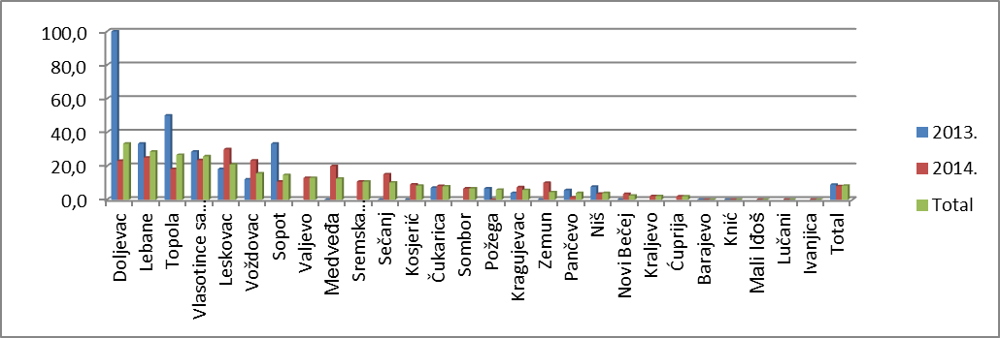 100,0
80,0
60,0
40,0
20,0
0,0
Doljevac
Lebane
Topola
Vlasotince sa…
Leskovac
Voždovac
Sopot
Valjevo
Medveđa
Sremska…
Sečanj
Kosjerić
Čukarica
Sombor
Požega
Kragujevac
Zemun
Pančevo
Niš
Novi Bečej
Kraljevo
Ćuprija
Barajevo
Knić
Mali Iđoš
Lučani
Ivanjica
Total
2013.
2014.
Total